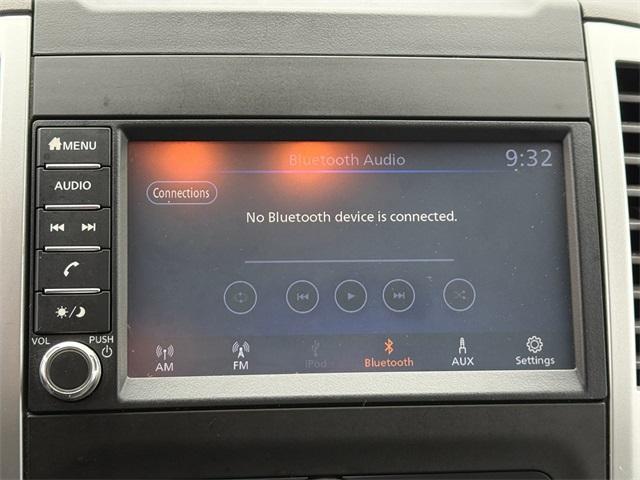 MENU
AUDIO
VOL
PUSH
Bluetooth Audio
9:32
Connections
No Bluetooth device is connected.
AM
FM
iPod
Bluetooth
AUX
Settings